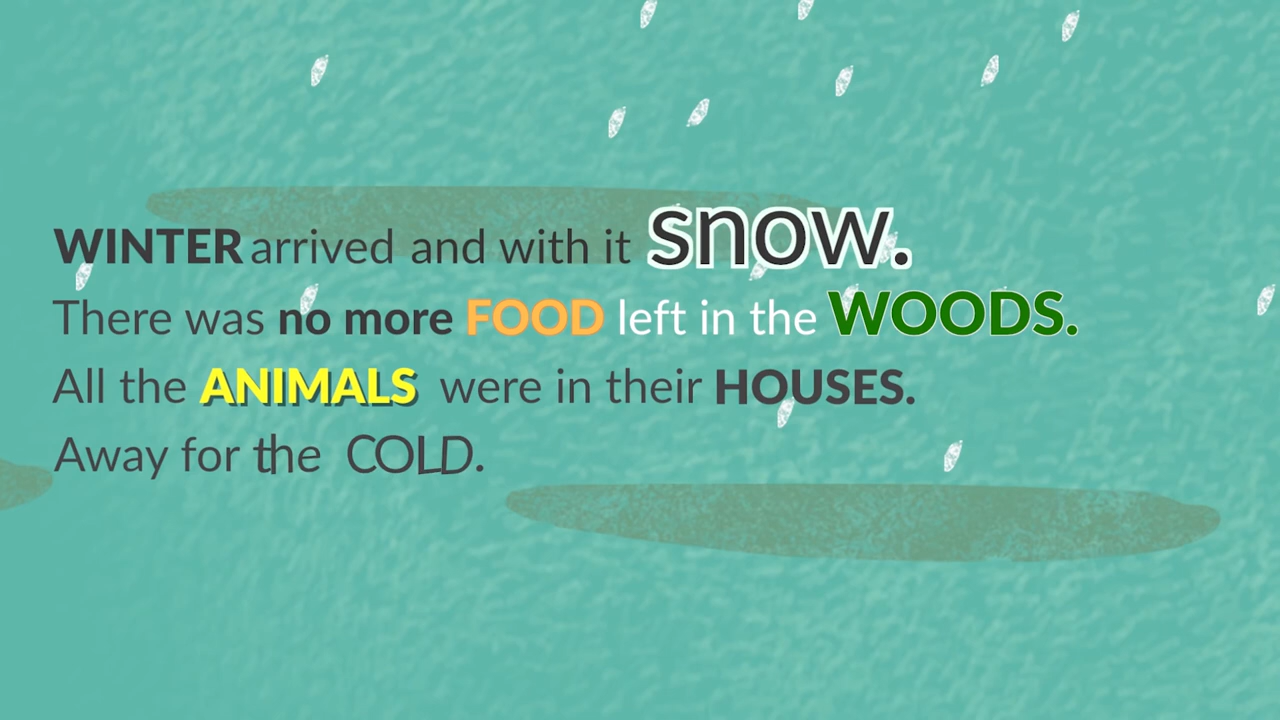 WINTER arrived and with it snow.
There was no more FOOD left in the WOODS.
All the ANIMALS were in their HOUSES.
Away for the COLD.